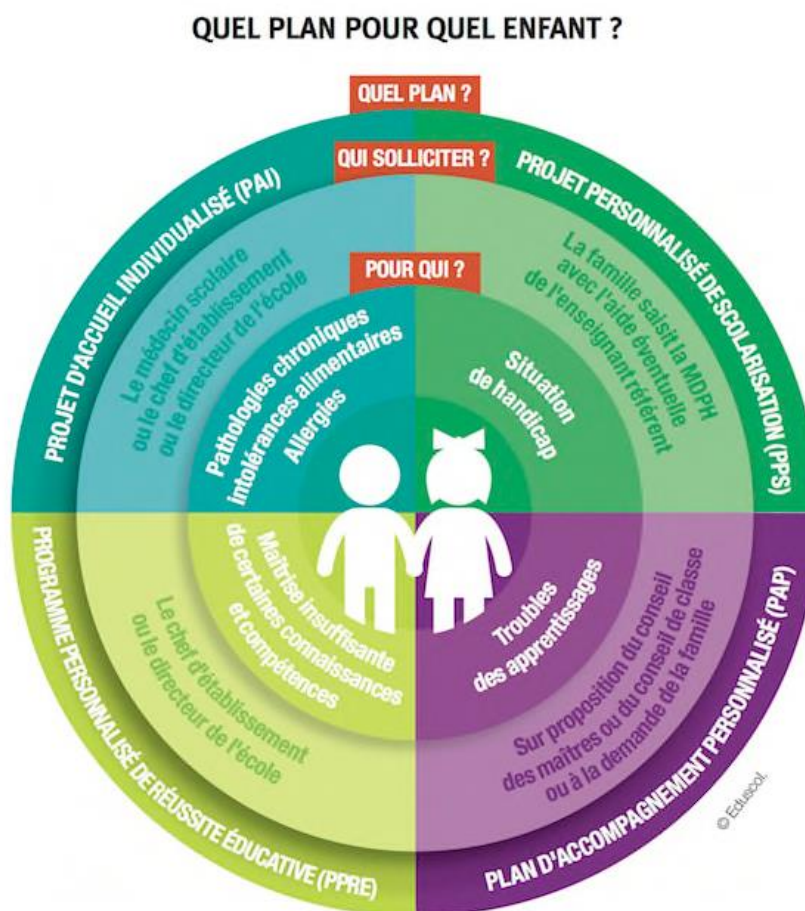 QUEL PLAN POUR QUEL ENFANT ?
QUEL PLAN ?
QUI SOLLICITER ?
POUR QUI ?
PROJET D'ACCUEIL INDIVIDUALISÉ (PAI)
Le médecin scolaire
ou le chef d'établissement
ou le directeur de l'école
Pathologies chroniques
intolérances alimentaires
Allergies
PROJET PERSONNALISÉ DE SCOLARISATION (PPS)
La famille saisit la MDPH
avec l'aide éventuelle
de l'enseignant référent
Situation
de handicap
PROGRAMME PERSONNALISÉ DE RÉUSSITE ÉDUCATIVE (PPRE)
Le chef d'établissement
ou le directeur de l'école
Maîtrise insuffisante
de certaines connaissances
et compétences
PLAN D'ACCOMPAGNEMENT PERSONNALISÉ (PAP)
Sur proposition du conseil
des maîtres ou du conseil de classe
ou à la demande de la famille
Troubles
des apprentissages
© Eduscol.